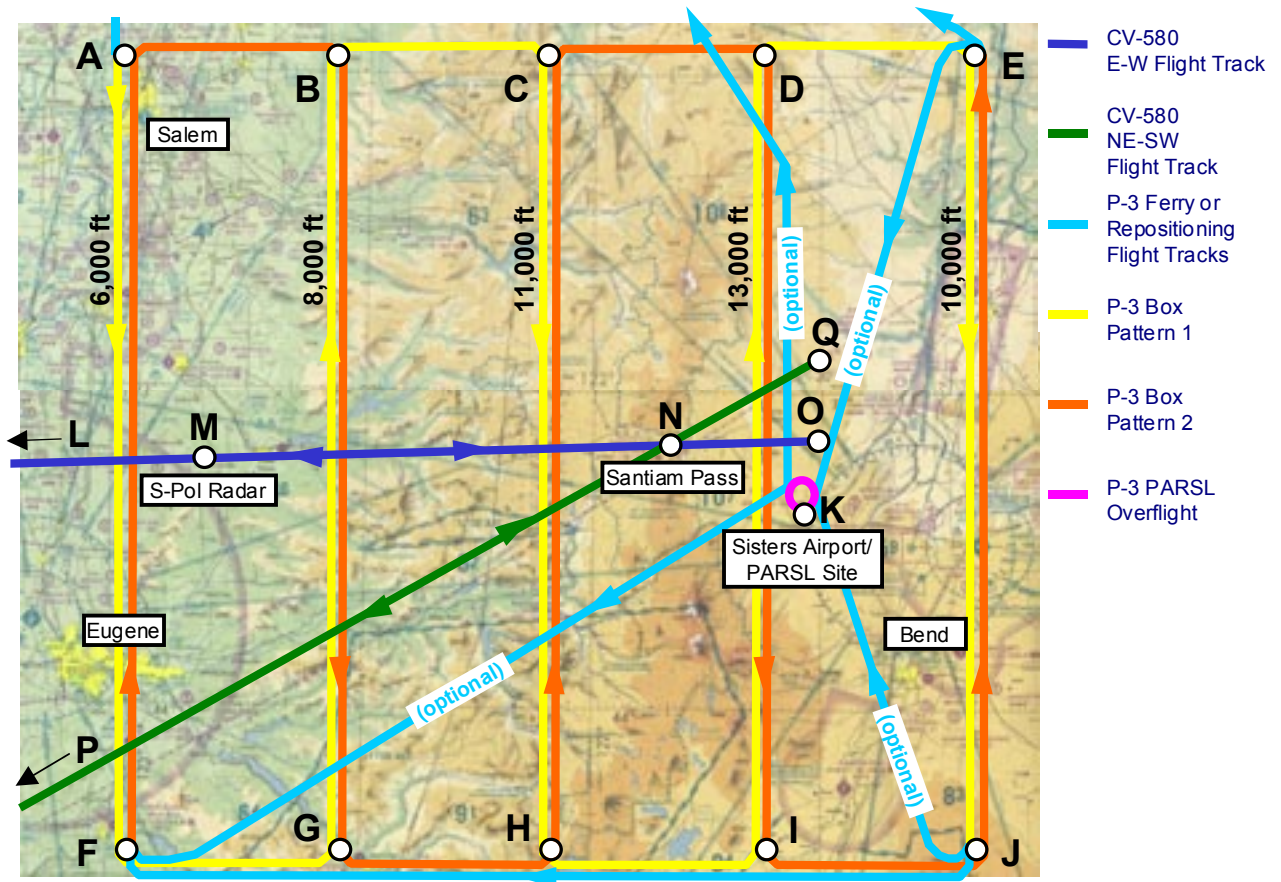 A
B
C
D
E
Salem
6,000 ft
8,000 ft
11,000 ft
13,000 ft
10,000 ft
(optional)
(optional)
Q
L
M
N
O
S-Pol Radar
Santiam Pass
K
Sisters Airport/
PARSL Site
Eugene
Bend
(optional)
(optional)
P
F
G
H
I
J
CV-580
E-W Flight Track
CV-580
NE-SW
Flight Track
P-3 Ferry or
Repositioning
Flight Tracks
P-3 Box
Pattern 1
P-3 Box
Pattern 2
P-3 PARSL
Overflight